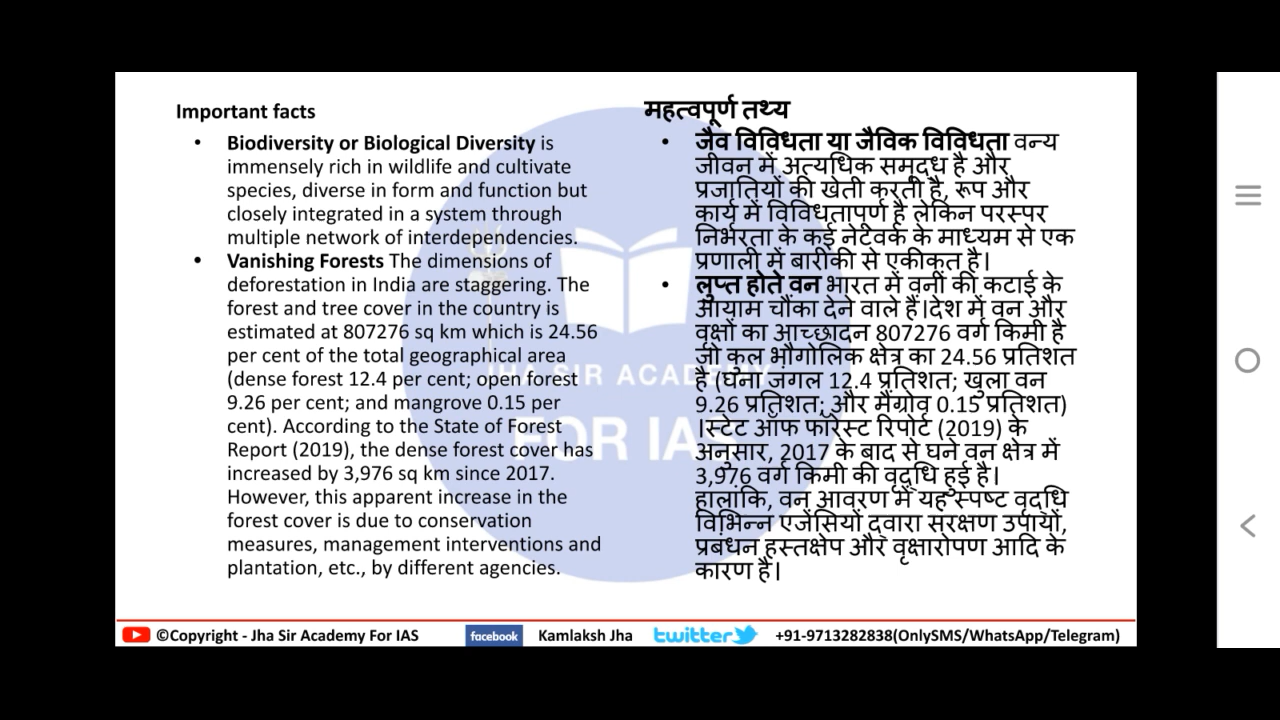 Important facts
• Biodiversity or Biological Diversity is
immensely rich in wildlife and cultivate
species, diverse in form and function but
closely integrated in a system through
multiple network of interdependencies.
• Vanishing Forests The dimensions of
deforestation in India are staggering. The
forest and tree cover in the country is
estimated at 807276 sq km which is 24.56
per cent of the total geographical area
(dense forest 12.4 per cent; open forest
9.26 per cent; and mangrove 0.15 per
cent). According to the State of Forest
Report (2019), the dense forest cover has
increased by 3,976 sq km since 2017.
However, this apparent increase in the
forest cover is due to conservation
measures, management interventions and
plantation, etc., by different agencies.
महत्वपूर्ण तथ्य
• जैव विविधता या जैविक विविधता वन्य
जीवन में अत्यधिक समृद्ध है और
प्रजातियों की खेती करती है, रूप और
कार्य में विविधतापूर्ण है लेकिन परस्पर
निर्भरता के कई नेटवर्क के माध्यम से एक
प्रणाली में बारीकी से एकीकृत है।
• लुप्त होते वन भारत में वनों की कटाई के
आयाम चौंका देने वाले हैं।देश में वन और
वृक्षों का आच्छादन 807276 वर्ग किमी है
जो कुल भौगोलिक क्षेत्र का 24.56 प्रतिशत
है (घना जंगल 12.4 प्रतिशत; खुला वन
9.26 प्रतिशत; और मैंग्रोव 0.15 प्रतिशत)
।स्टेट ऑफ फॉरेस्ट रिपोर्ट (2019) के
अनुसार, 2017 के बाद से घने वन क्षेत्र में
3,976 वर्ग किमी की वृद्धि हुई है।
हालांकि, वन आवरण में यह स्पष्ट वृद्धि
विभिन्न एजेंसियों द्वारा संरक्षण उपायों,
प्रबंधन हस्तक्षेप और वृक्षारोपण आदि के
कारण है।
JHA SIR ACADEMY
FOR IAS
©Copyright - Jha Sir Academy For IAS facebook Kamlaksh Jha twitter +91-9713282838(OnlySMS/WhatsApp/Telegram)